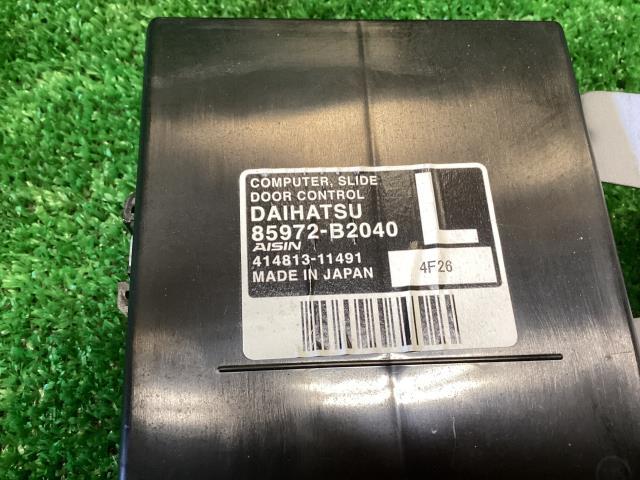 COMPUTER, SLIDE
DOOR CONTROL
DAIHATSU
85972-B2040
L
AISIN
414813-11491
4F26
MADE IN JAPAN